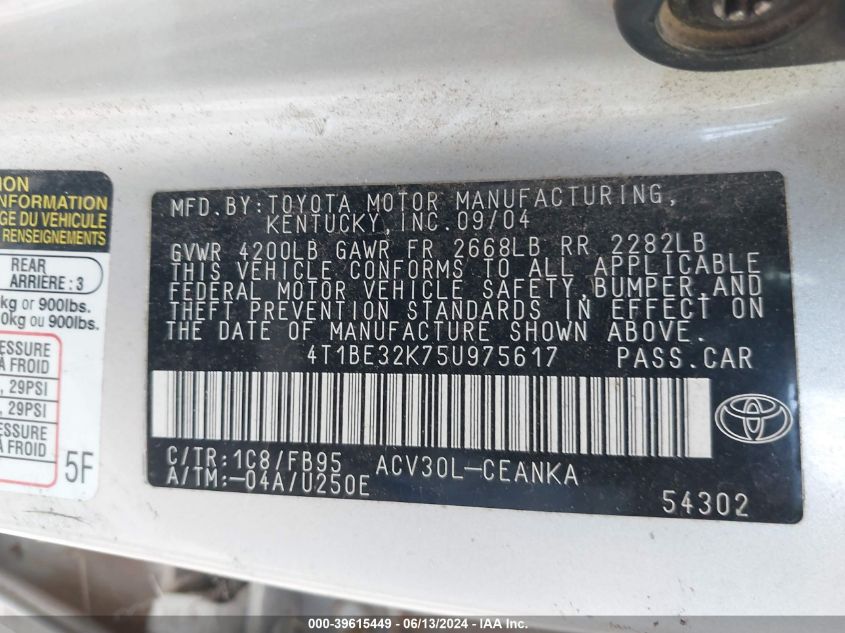 ION
INFORMATION
GE DU VÉHICULE
RENSEIGNEMENTS
REAR
ARRIÈRE : 3
kg or 900lbs.
0kg ou 900lbs.
PRESSURE
À FROID
, 29PSI
, 29PSI
PRESSURE
À FROID
5F
MFD.BY:TOYOTA MOTOR MANUFACTURING,
KENTUCKY,INC.09/04
GVWR 4200LB GAWR FR 2668LB RR 2282LB
THIS VEHICLE CONFORMS TO ALL APPLICABLE
FEDERAL MOTOR VEHICLE SAFETY,BUMPER,AND
THEFT PREVENTION STANDARDS IN EFFECT ON
THE DATE OF MANUFACTURE SHOWN ABOVE.
4T1BE32K75U975617 PASS.CAR
C/TR:1C8/FB95 ACV30L-CEANKA
A/TM:-04A/U250E
54302
000-39615449 - 06/13/2024 - IAA Inc.